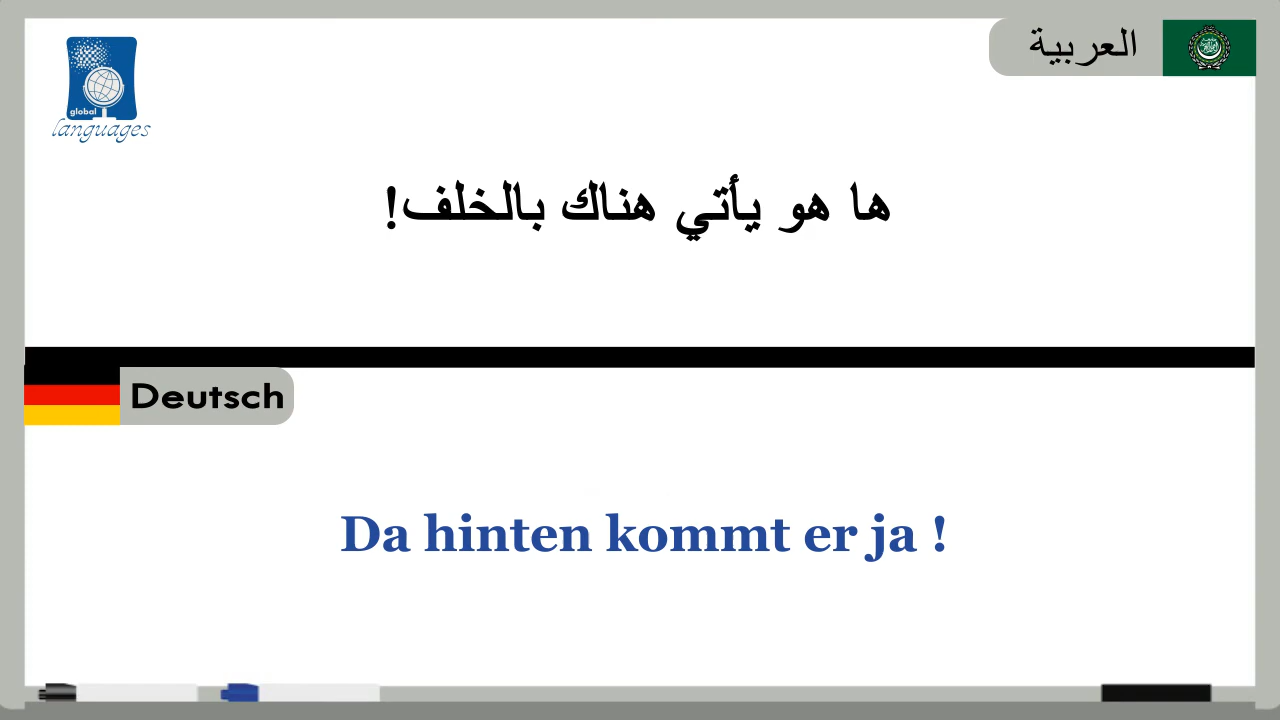 global
languages
العربية
ها هو يأتي هناك بالخلف!
Deutsch
Da hinten kommt er ja !